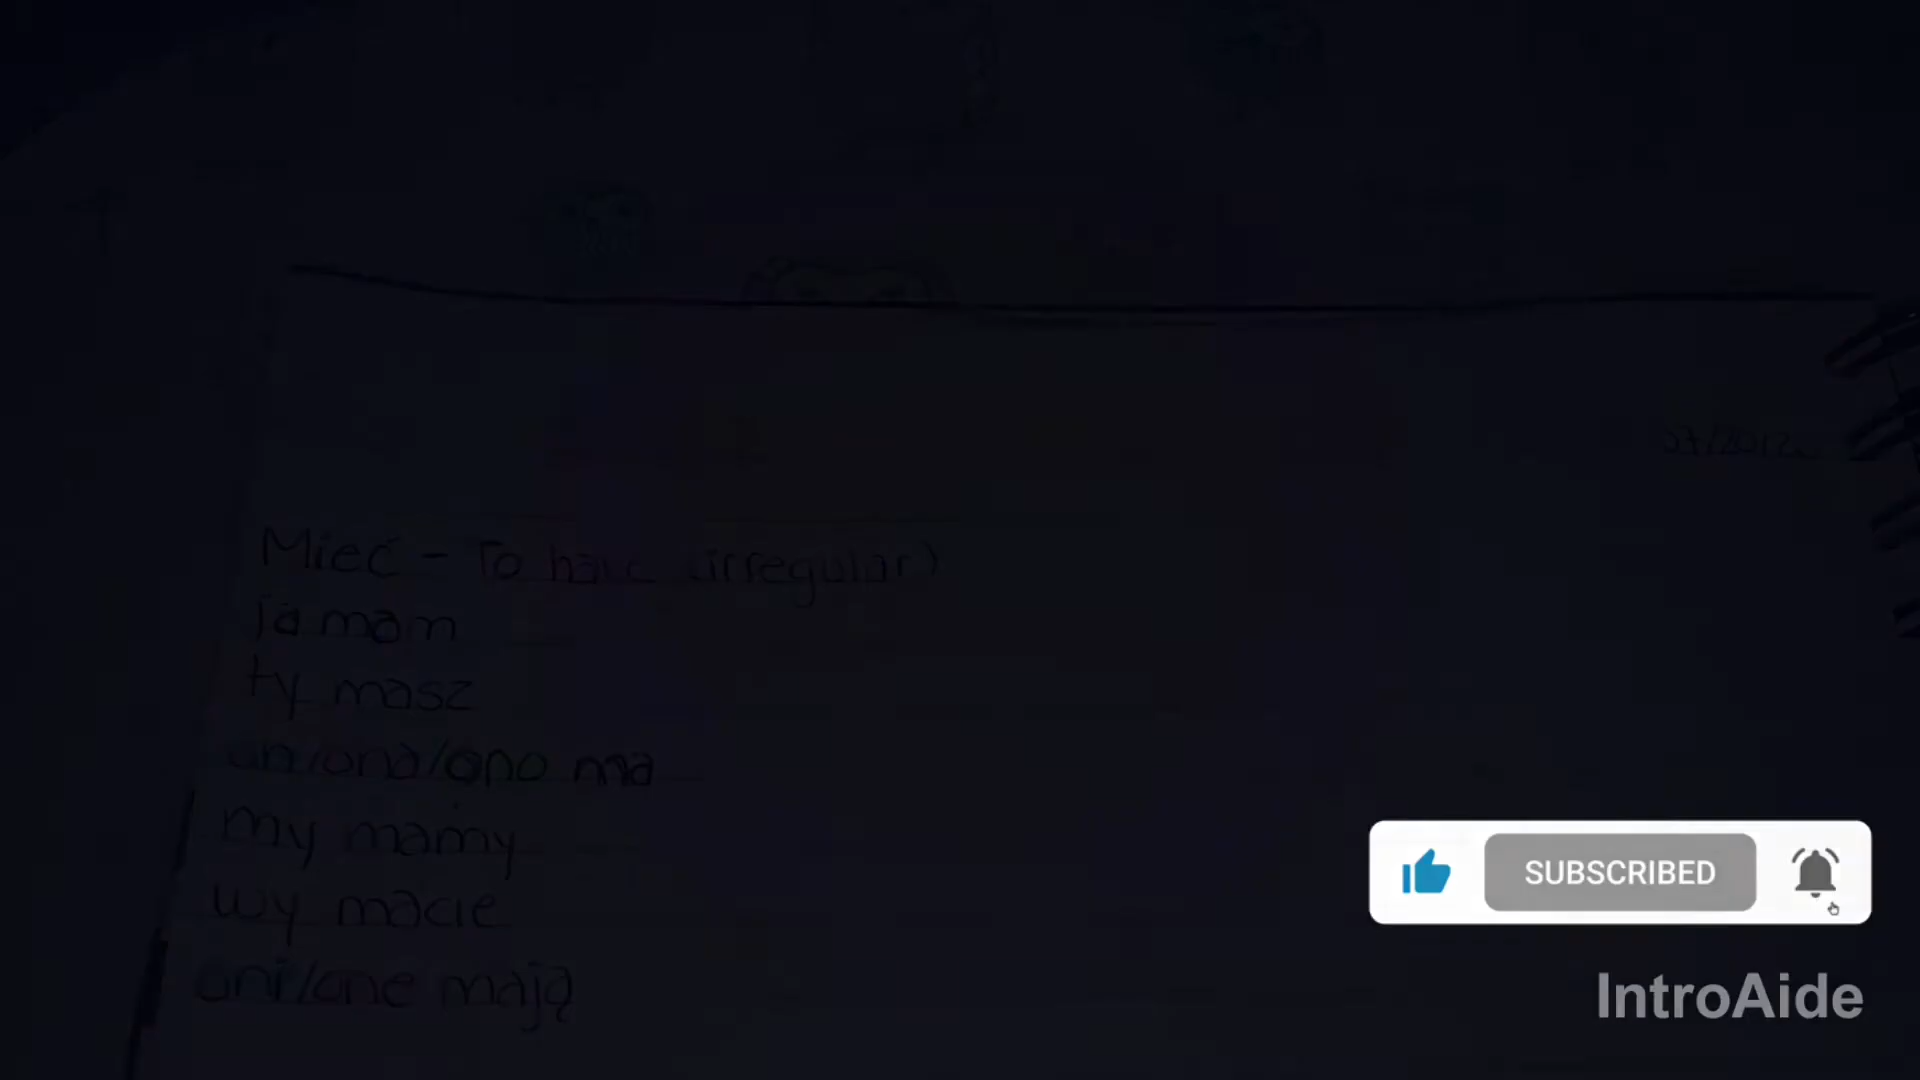 Mieć - To have (irregular)
ja mam
ty masz
on/ona/ono ma
my mamy
wy macie
oni/one mają
SUBSCRIBED
IntroAide